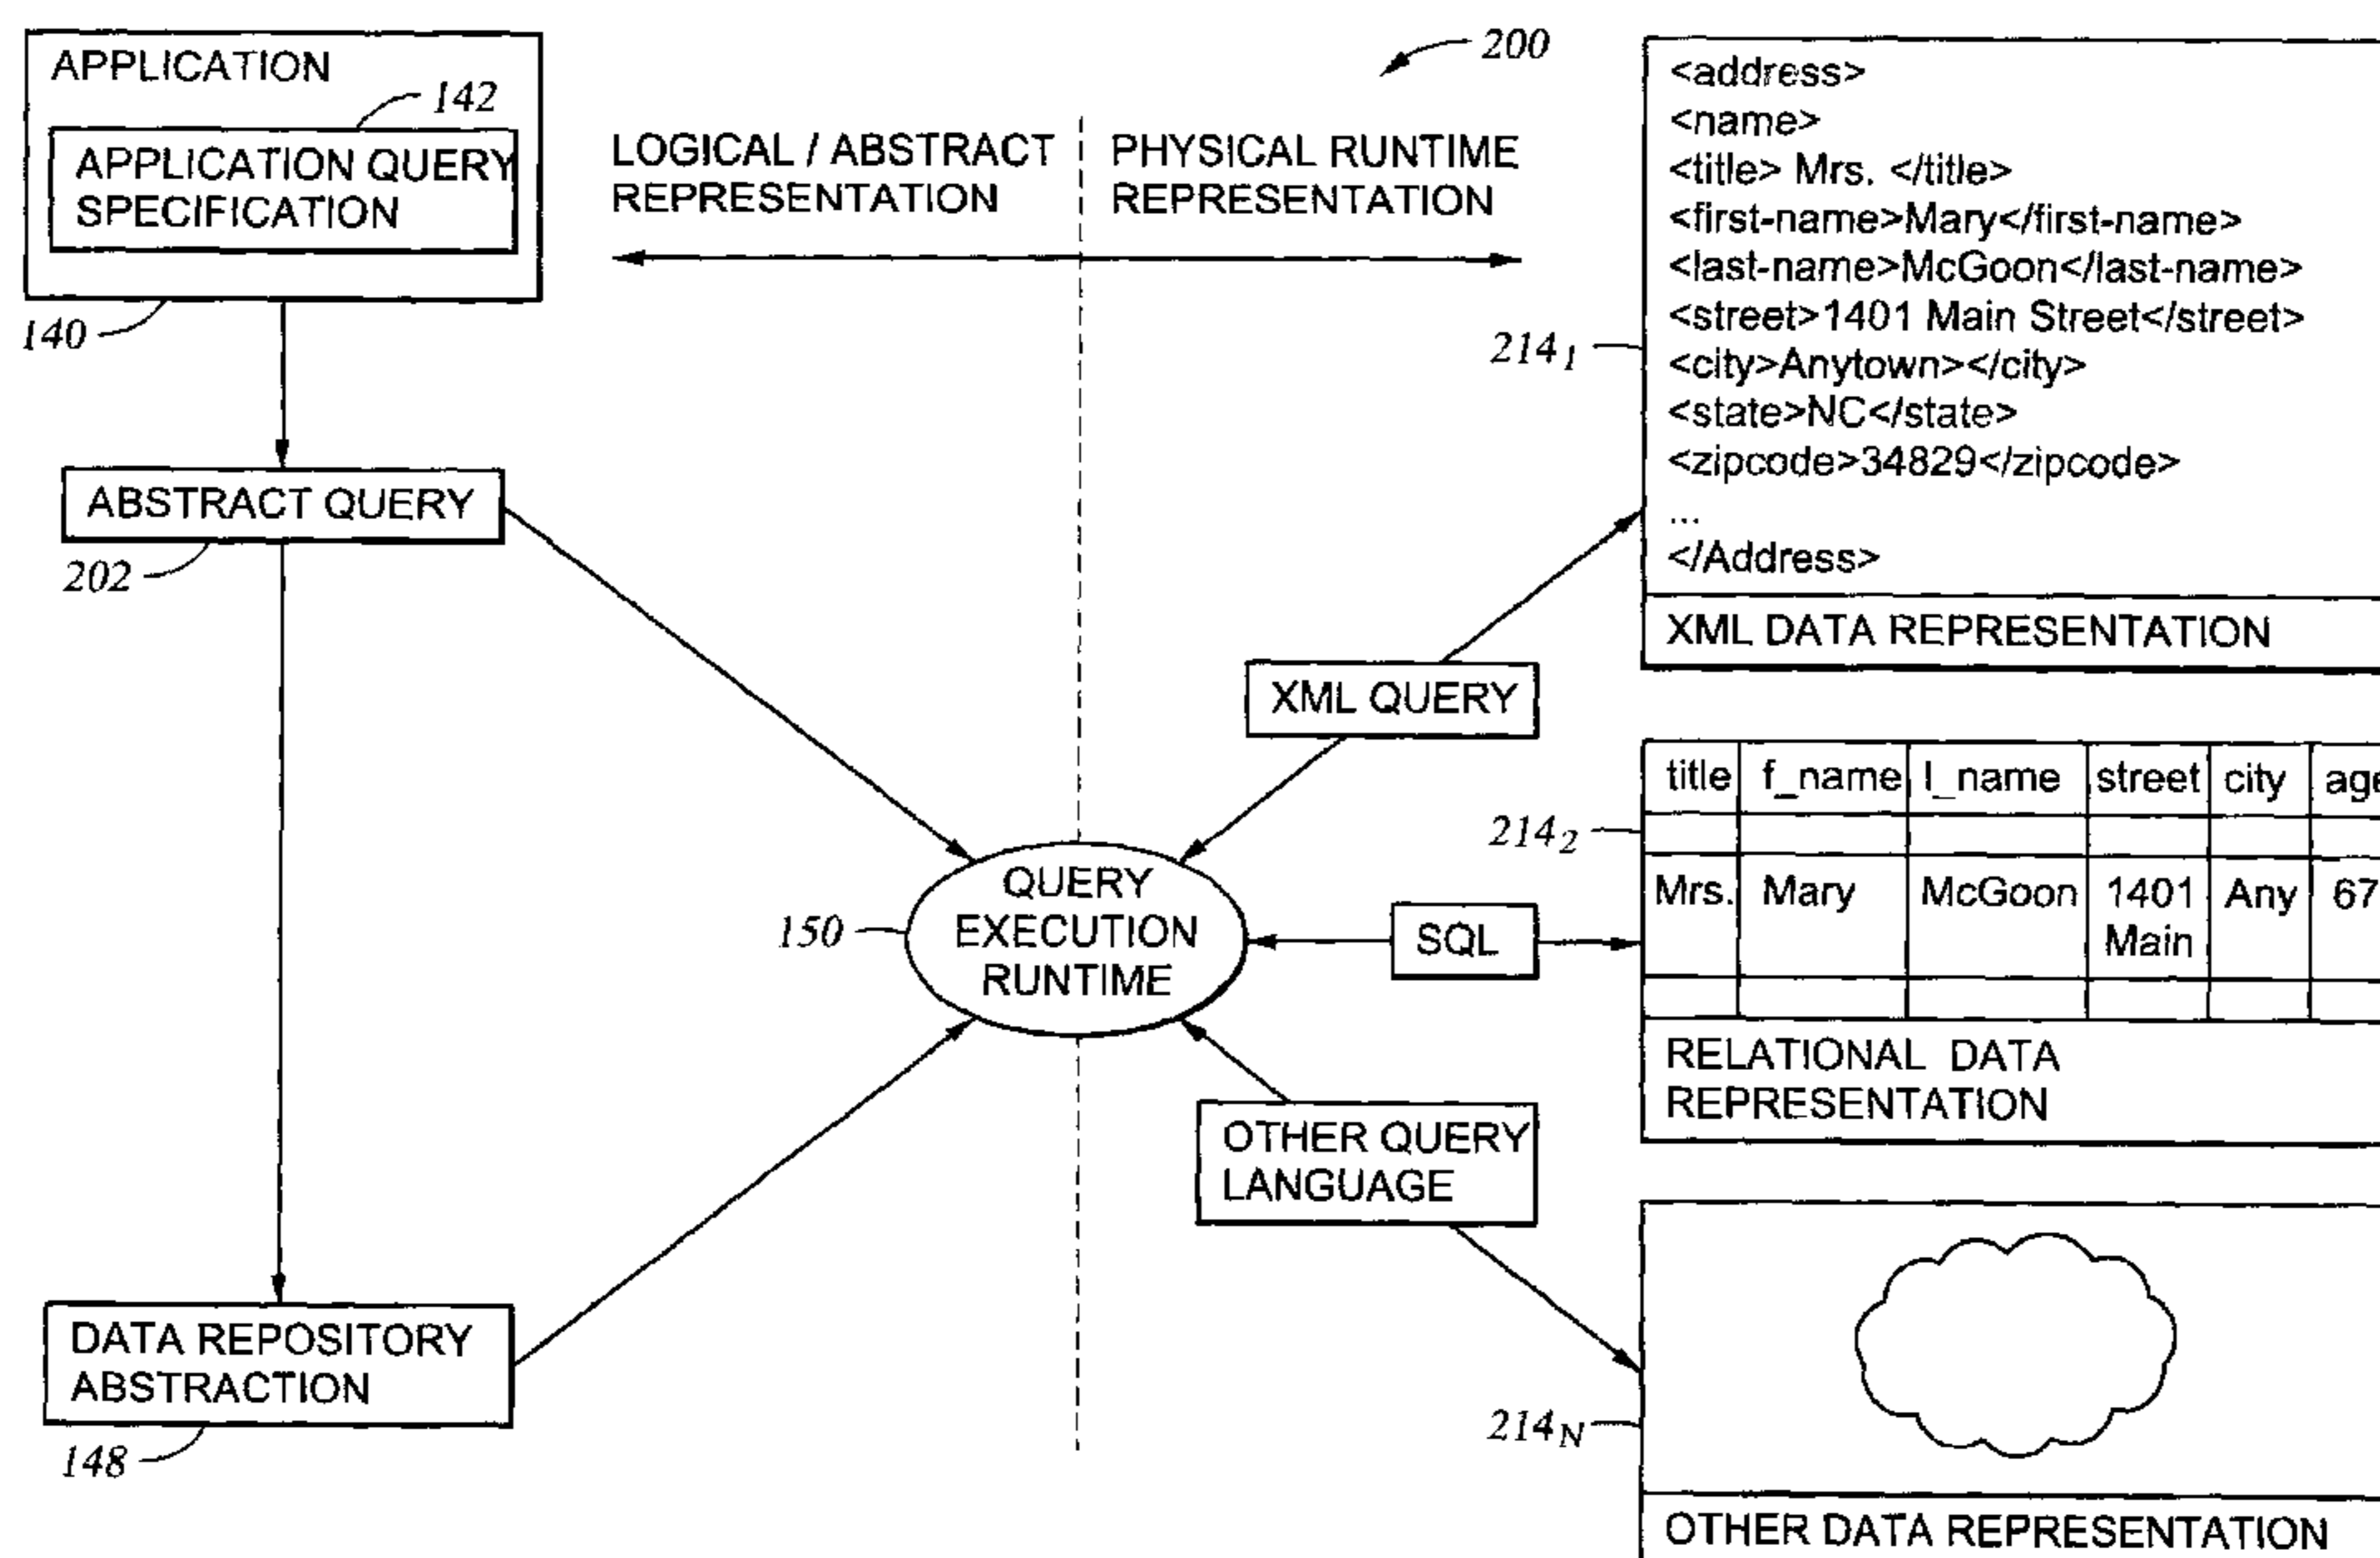 APPLICATION
142
APPLICATION QUERY
SPECIFICATION
140
ABSTRACT QUERY
202
DATA REPOSITORY
ABSTRACTION
148
200
LOGICAL / ABSTRACT
REPRESENTATION
PHYSICAL RUNTIME
REPRESENTATION
150
QUERY
EXECUTION
RUNTIME
XML QUERY
SQL
OTHER QUERY
LANGUAGE
214₁
<address>
<name>
<title> Mrs. </title>
<first-name>Mary</first-name>
<last-name>McGoon</last-name>
<street>1401 Main Street</street>
<city>Anytown></city>
<state>NC</state>
<zipcode>34829</zipcode>
...
</Address>
XML DATA REPRESENTATION
214₂
title f_name l_name street city age
Mrs. Mary McGoon 1401 Any 67
Main
RELATIONAL DATA
REPRESENTATION
214N
OTHER DATA REPRESENTATION